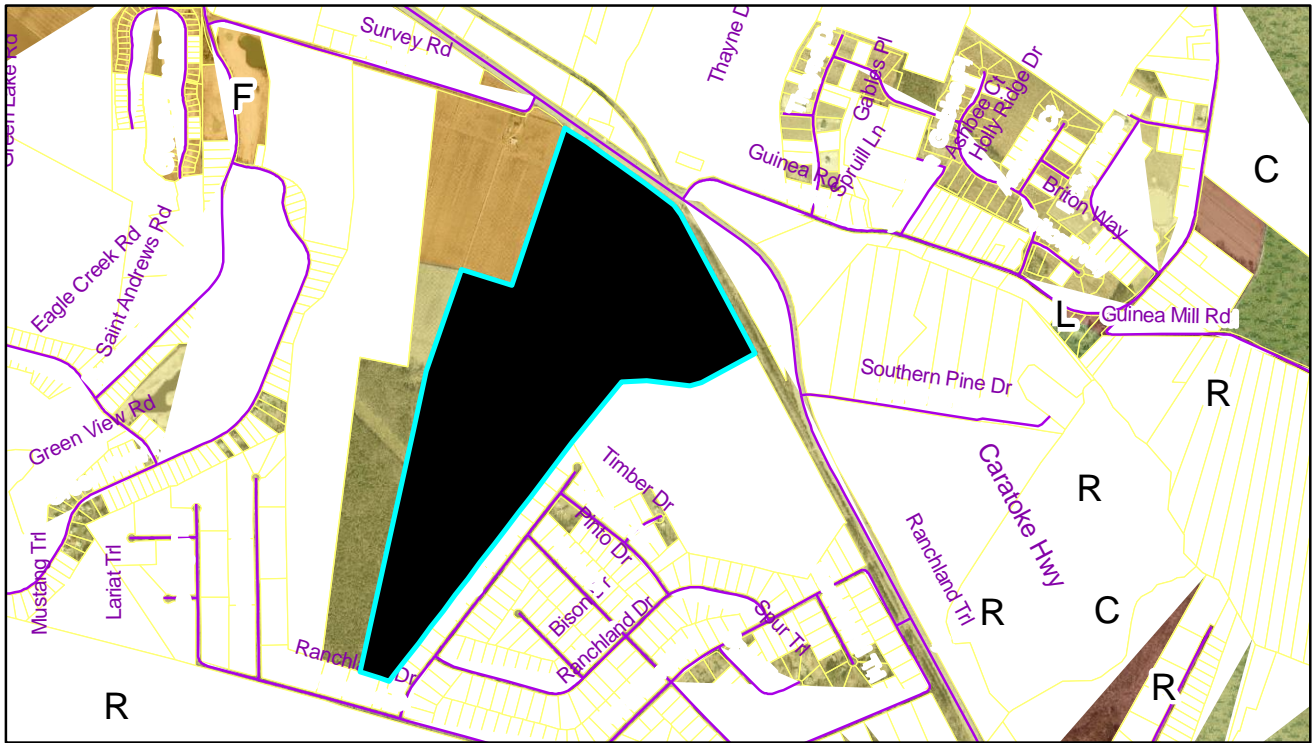 Survey Rd
Thayne D
Green Lake Rd
F
Gables Pl
Ashbee Ct
Holly Ridge Dr
Guinea Rd
Spruill Ln
C
Briton Way
Eagle Creek Rd
Saint Andrews Rd
L
Guinea Mill Rd
Southern Pine Dr
R
Green View Rd
Timber Dr
Caratoke Hwy
R
Pinto Dr
Ranchland Trl
Mustang Trl
Lariat Trl
Bison
Ranchland Dr
Spur Trl
R
C
Dr
R
R